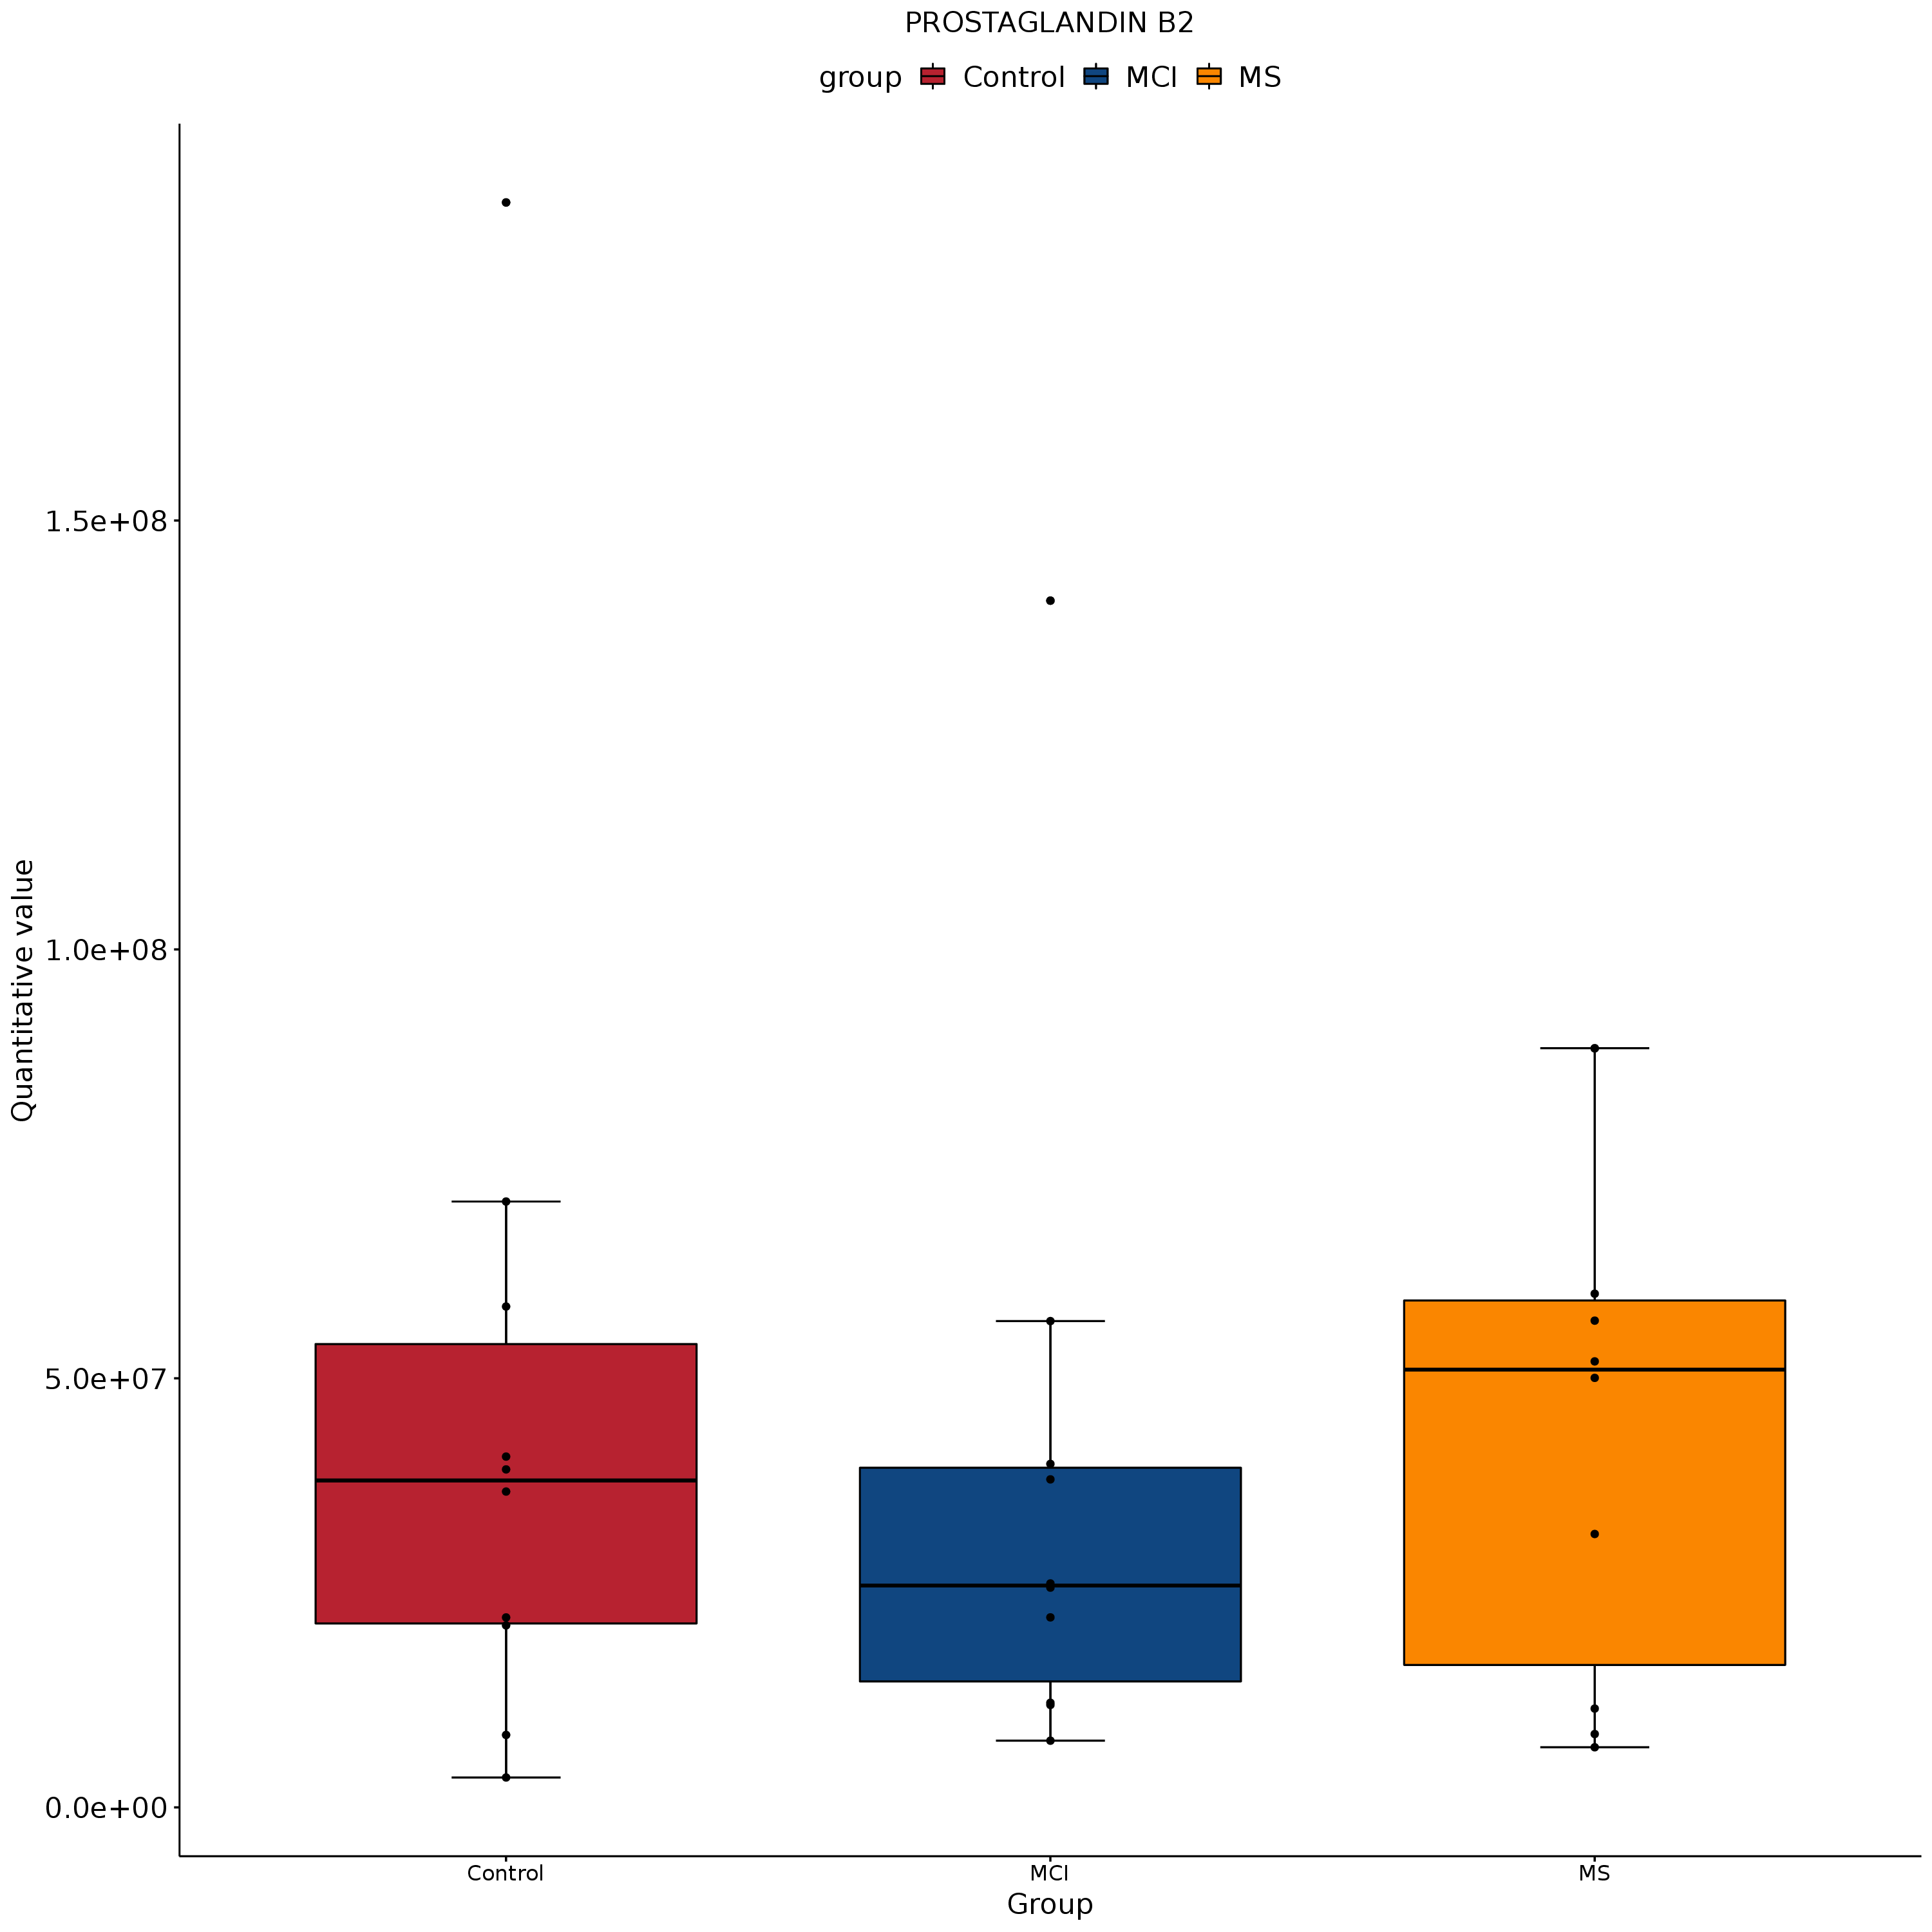 PROSTAGLANDIN B2
group Control MCI MS
Quantitative value
1.5e+08
1.0e+08
5.0e+07
0.0e+00
Control MCI MS
Group